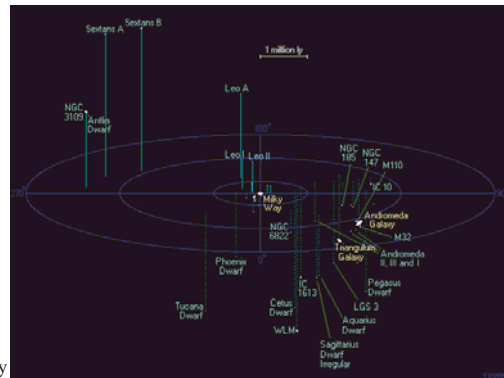 Sextans B
Sextans A
1 million ly
NGC
3109
Antlia
Dwarf
Leo A
180°
NGC
185
NGC
147
M110
Leo I
Leo II
IC 10
270°
90°
Milky
Way
Andromeda
Galaxy
NGC
6822
M32
0°
Triangulum
Galaxy
Andromeda
II, III and I
Phoenix
Dwarf
IC
1613
Pegasus
Dwarf
Tucana
Dwarf
Cetus
Dwarf
LGS 3
WLM
Aquarius
Dwarf
Sagittarius
Dwarf
Irregular
y